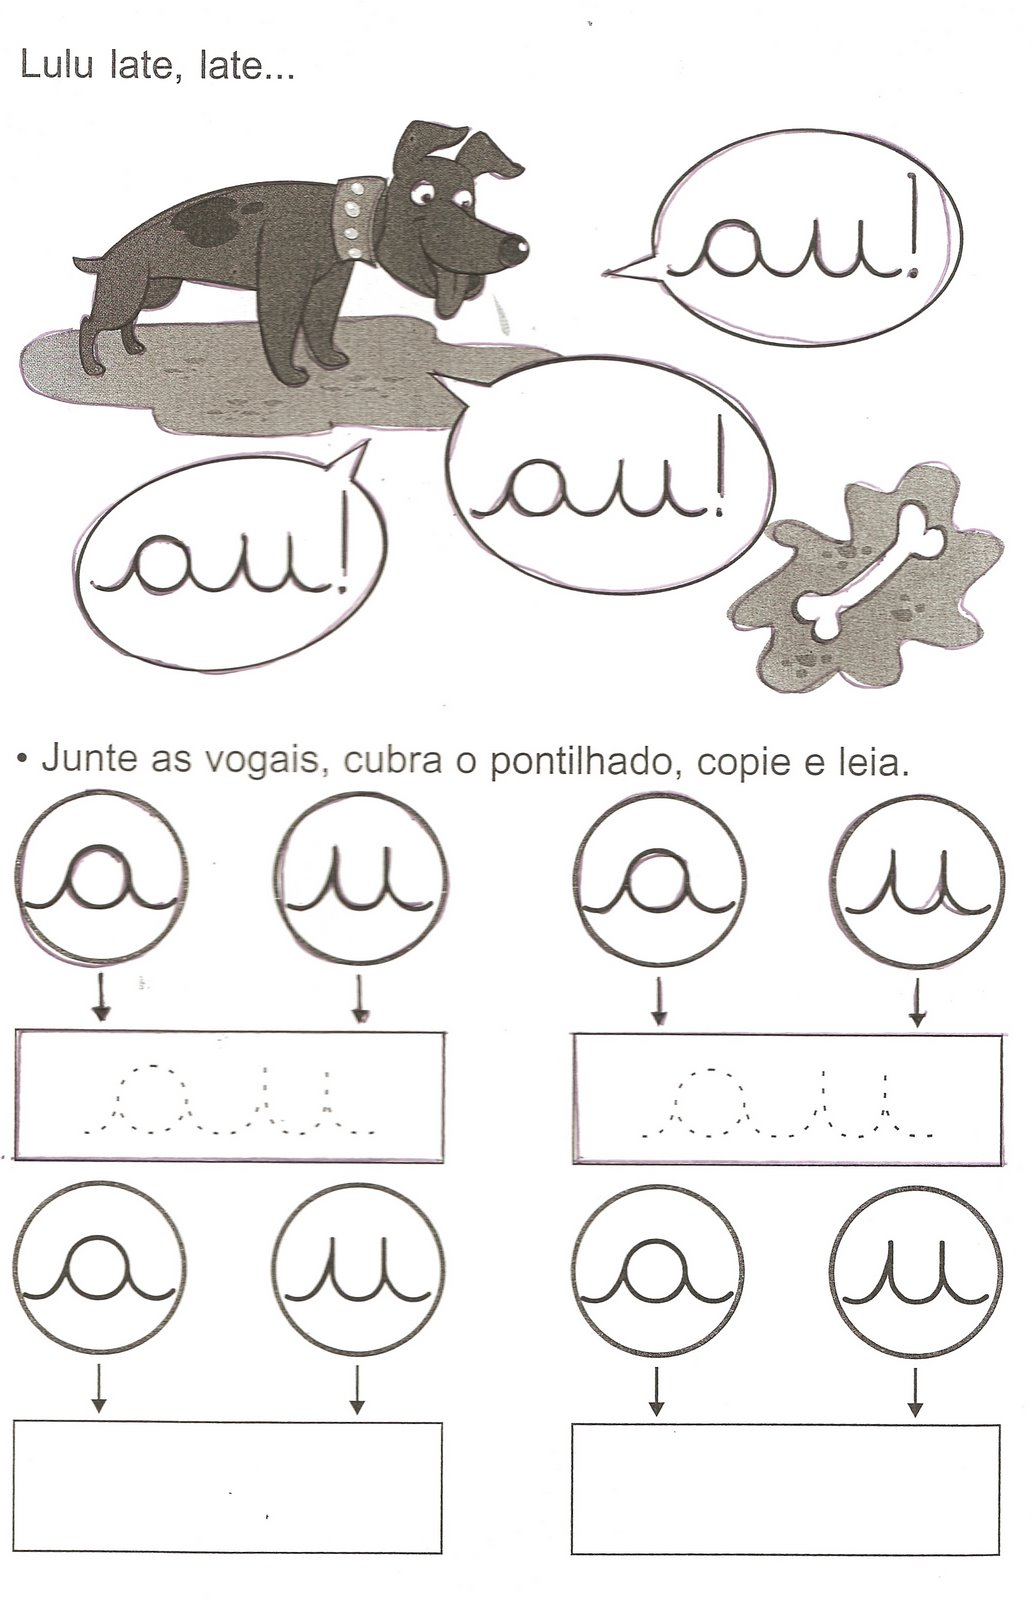 Lulu late, late...
au!
au!
au!
• Junte as vogais, cubra o pontilhado, copie e leia.
a u a u
au au
a u a u